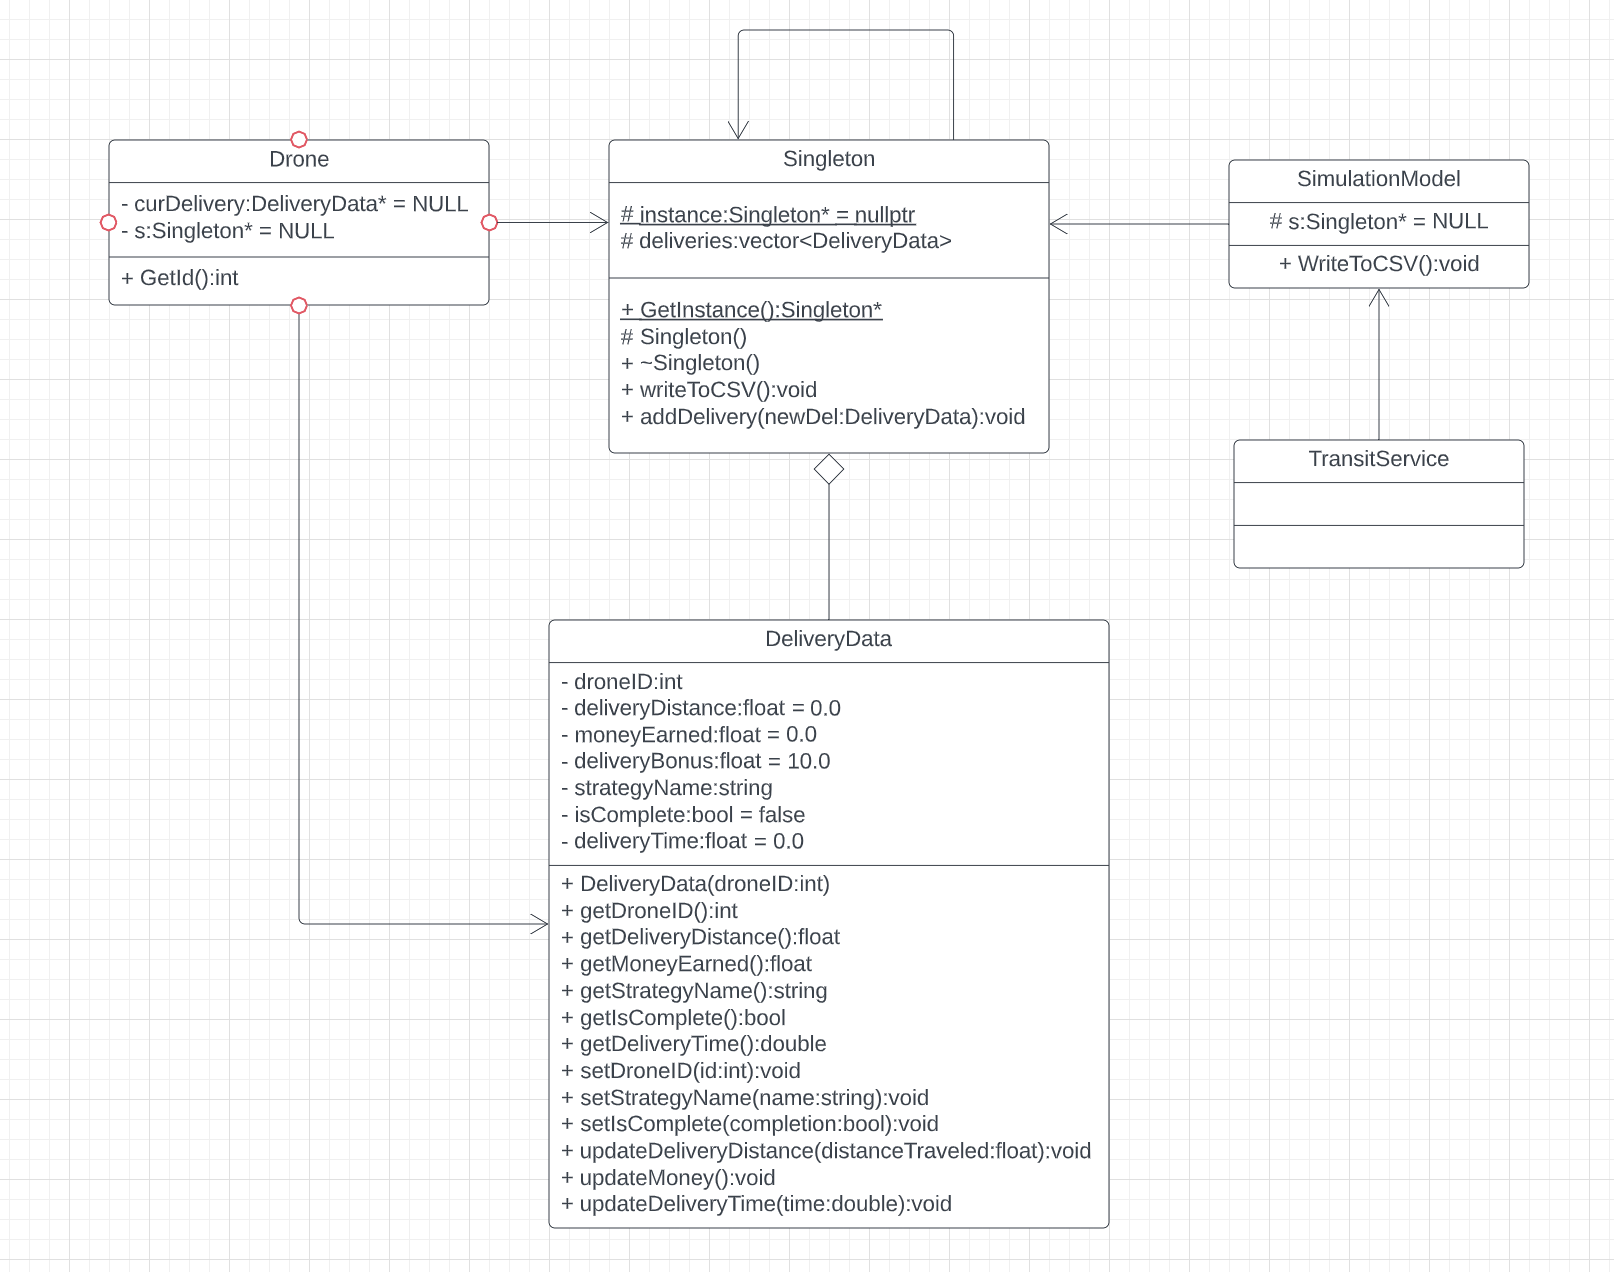 Drone
- curDelivery:DeliveryData* = NULL
- s:Singleton* = NULL
+ GetId():int
Singleton
# instance:Singleton* = nullptr
# deliveries:vector<DeliveryData>
+ GetInstance():Singleton*
# Singleton()
+ ~Singleton()
+ writeToCSV():void
+ addDelivery(newDel:DeliveryData):void
SimulationModel
# s:Singleton* = NULL
+ WriteToCSV():void
TransitService
DeliveryData
- droneID:int
- deliveryDistance:float = 0.0
- moneyEarned:float = 0.0
- deliveryBonus:float = 10.0
- strategyName:string
- isComplete:bool = false
- deliveryTime:float = 0.0
+ DeliveryData(droneID:int)
+ getDroneID():int
+ getDeliveryDistance():float
+ getMoneyEarned():float
+ getStrategyName():string
+ getIsComplete():bool
+ getDeliveryTime():double
+ setDroneID(id:int):void
+ setStrategyName(name:string):void
+ setIsComplete(completion:bool):void
+ updateDeliveryDistance(distanceTraveled:float):void
+ updateMoney():void
+ updateDeliveryTime(time:double):void